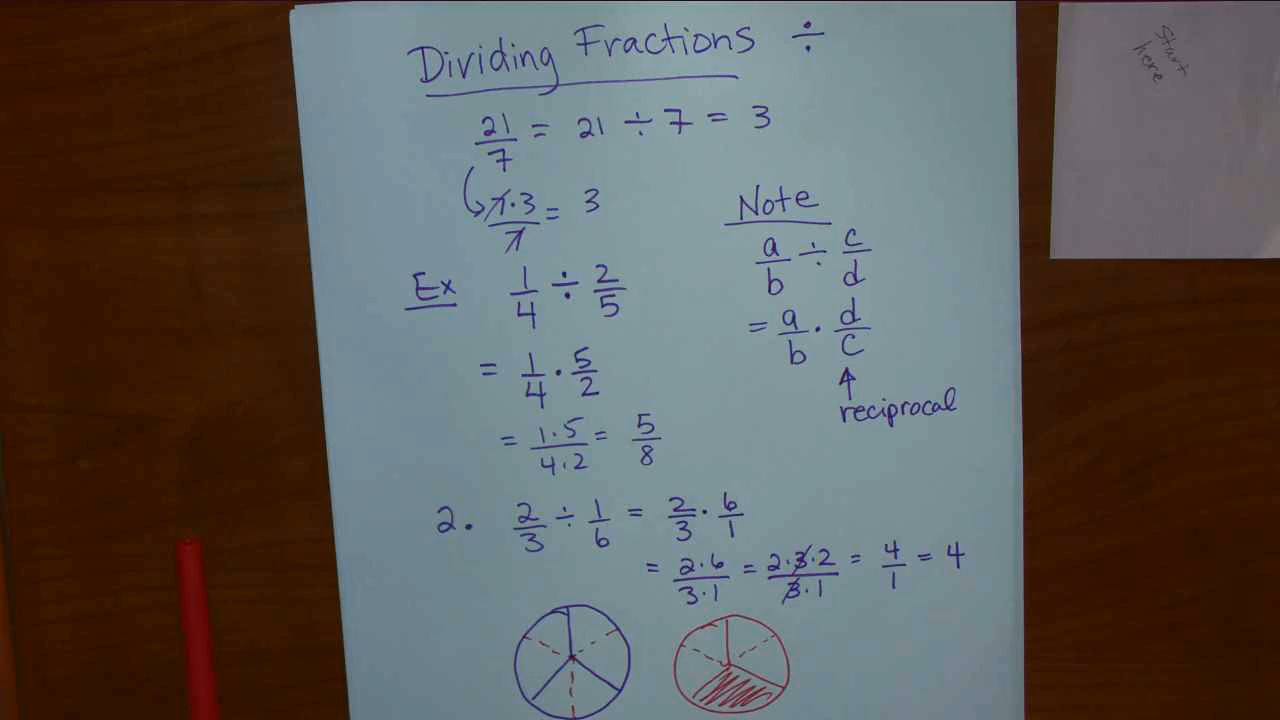 Dividing Fractions ÷
21/7 = 21 ÷ 7 = 3
7·3/7 = 3
Note
a/b ÷ c/d
= a/b · d/c
reciprocal
Ex 1/4 ÷ 2/5
= 1/4 · 5/2
= 1·5/4·2 = 5/8
2. 2/3 ÷ 1/6 = 2/3 · 6/1
= 2·6/3·1 = 2·3·2/3·1 = 4/1 = 4
Start
here